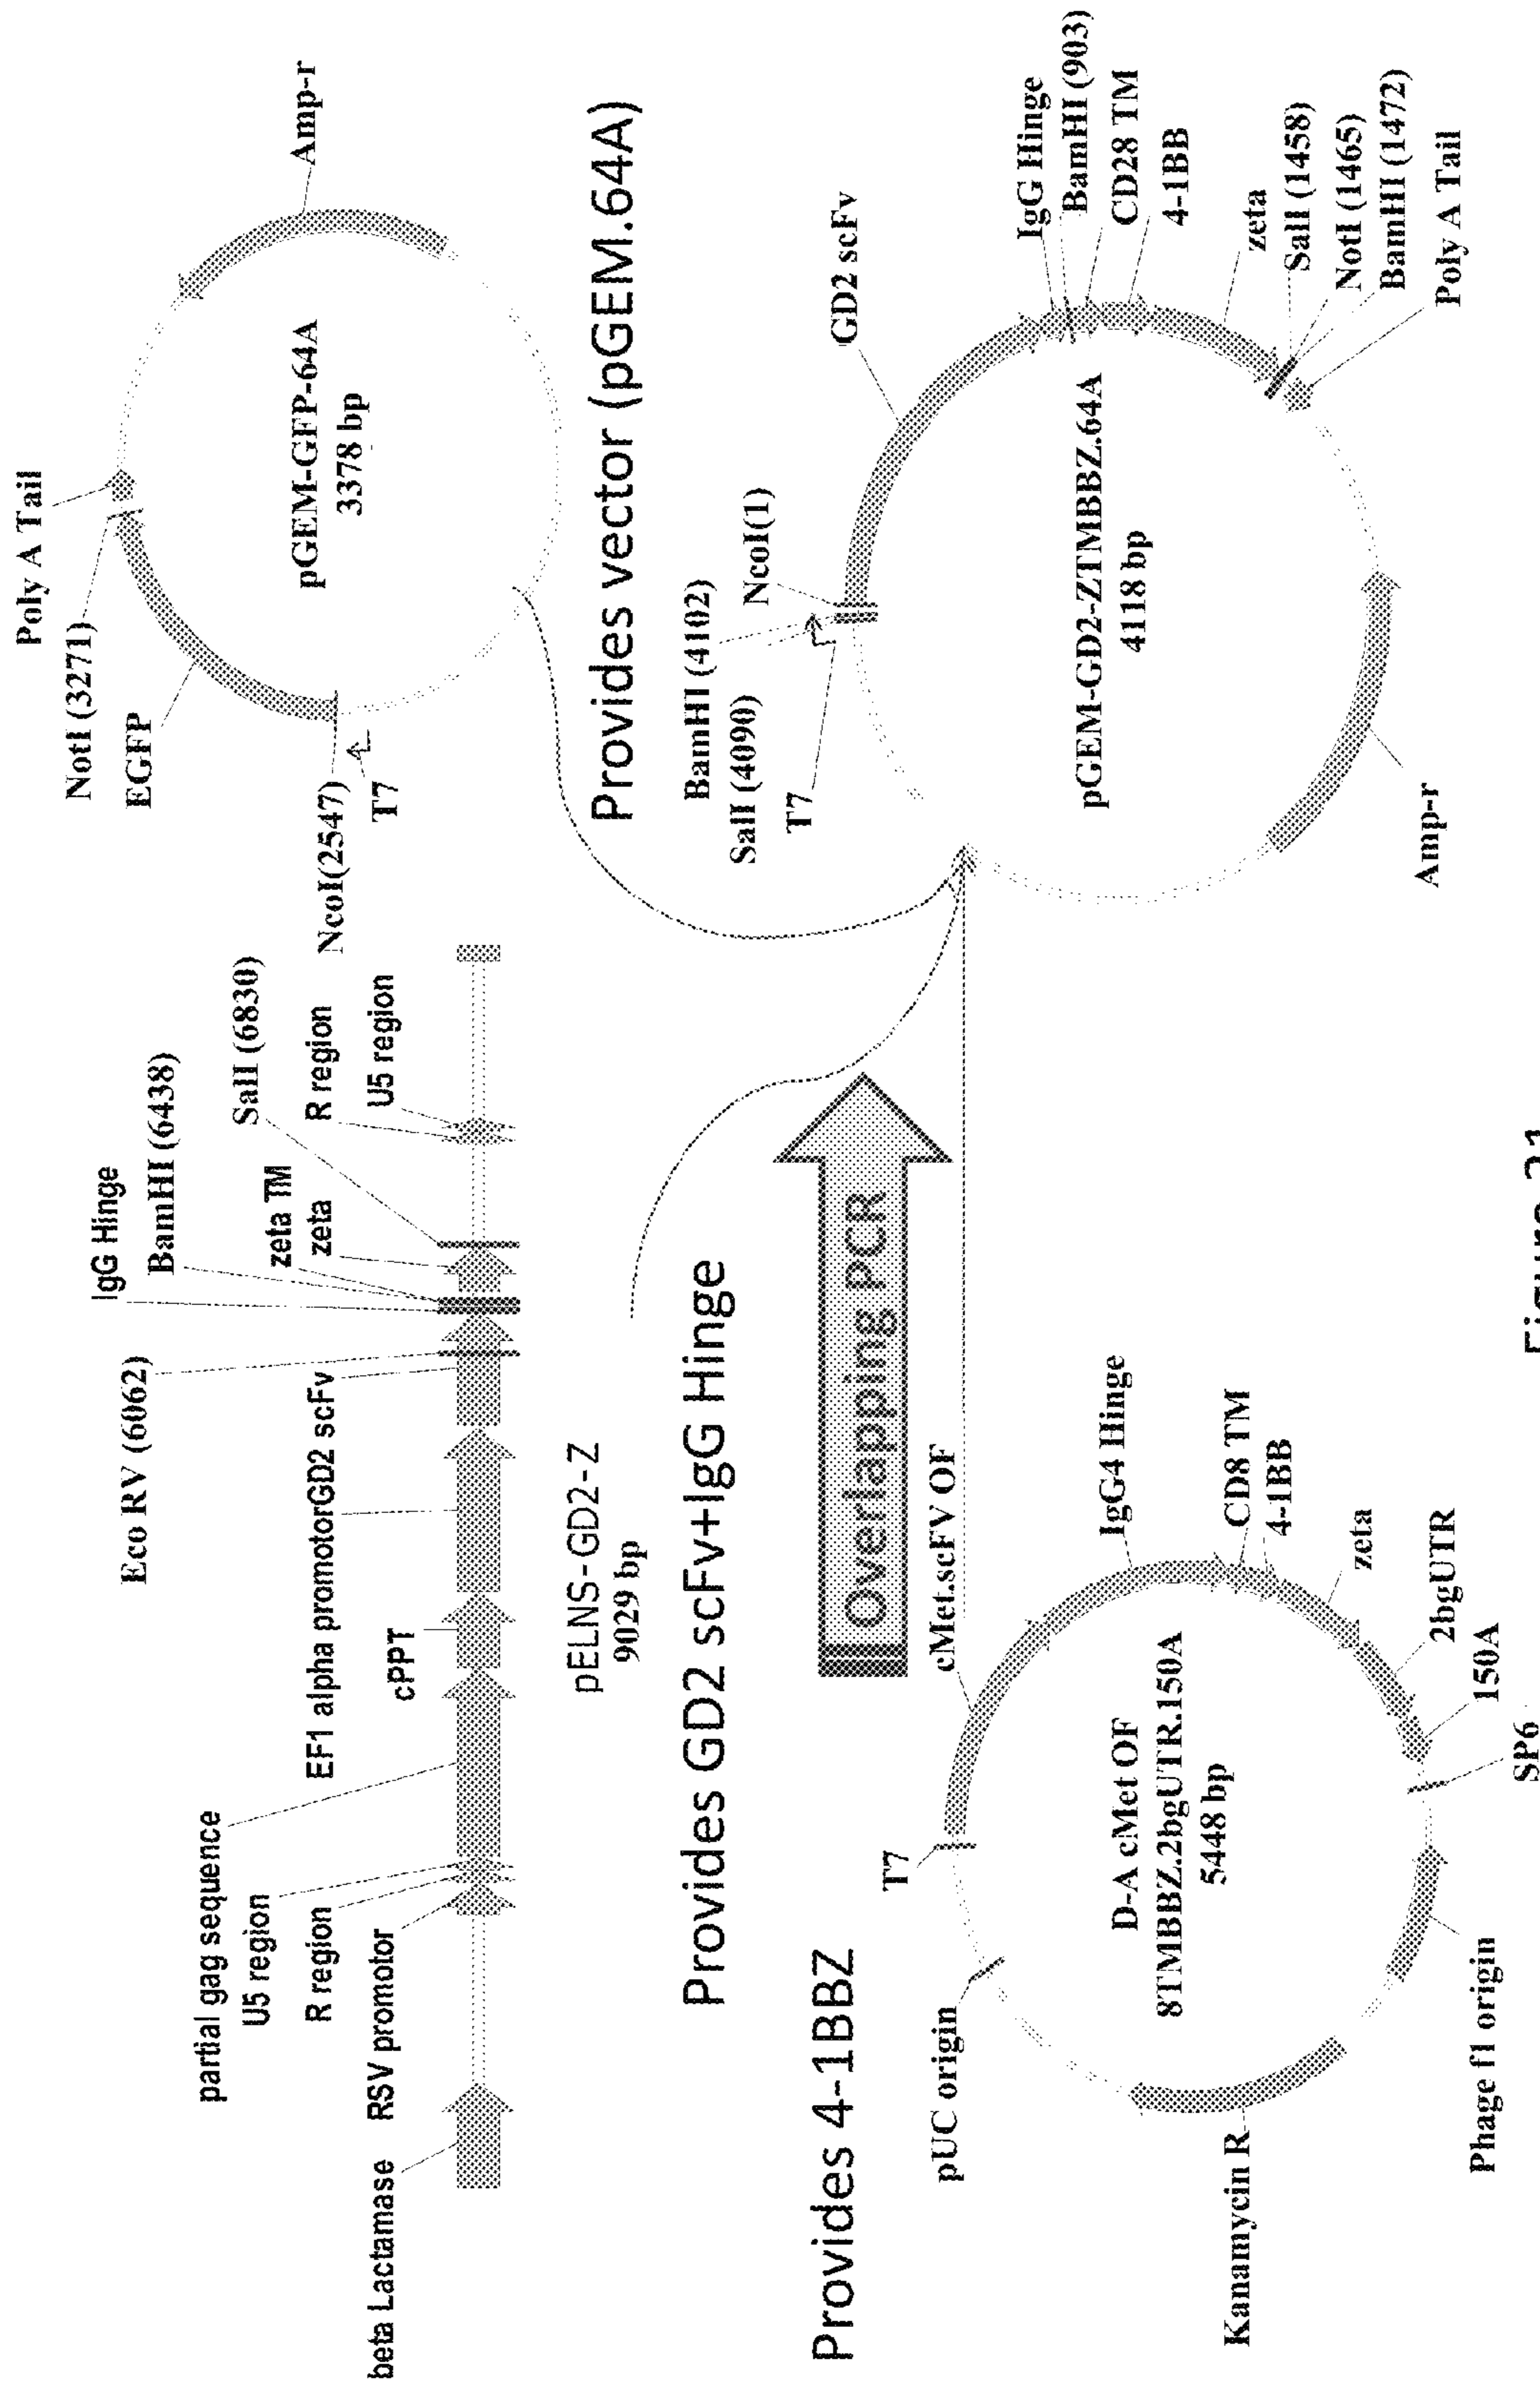 beta Lactamase
RSV promotor
R region
U5 region
partial gag sequence
cPPT
EF1 alpha promotor
GD2 scFv
Eco RV (6062)
IgG Hinge
BamHI (6438)
zeta TM
zeta
SalI (6830)
R region
U5 region
pELNS-GD2-Z
9029 bp
Provides GD2 scFv+IgG Hinge
Poly A Tail
NotI (3271)
EGFP
NcoI(2547)
T7
pGEM-GFP-64A
3378 bp
Amp-r
Provides vector (pGEM.64A)
Provides 4-1BBZ
Overlapping PCR
pUC origin
T7
cMet.scFV OF
IgG4 Hinge
CD8 TM
4-1BB
zeta
2bgUTR
150A
SP6
Phage f1 origin
Kanamycin R
D-A cMet OF
8TMBBZ.2bgUTR.150A
5448 bp
BamHI (4102)
SalI (4090)
T7
NcoI(1)
GD2 scFv
IgG Hinge
BamHI (903)
CD28 TM
4-1BB
zeta
SalI (1458)
NotI (1465)
BamHI (1472)
Poly A Tail
Amp-r
pGEM-GD2-ZTMBBZ.64A
4118 bp
Figure 21